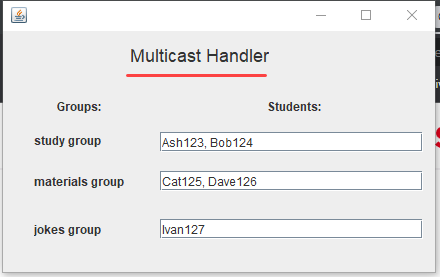 Multicast Handler
Groups: Students:
study group Ash123, Bob124
materials group Cat125, Dave126
jokes group Ivan127